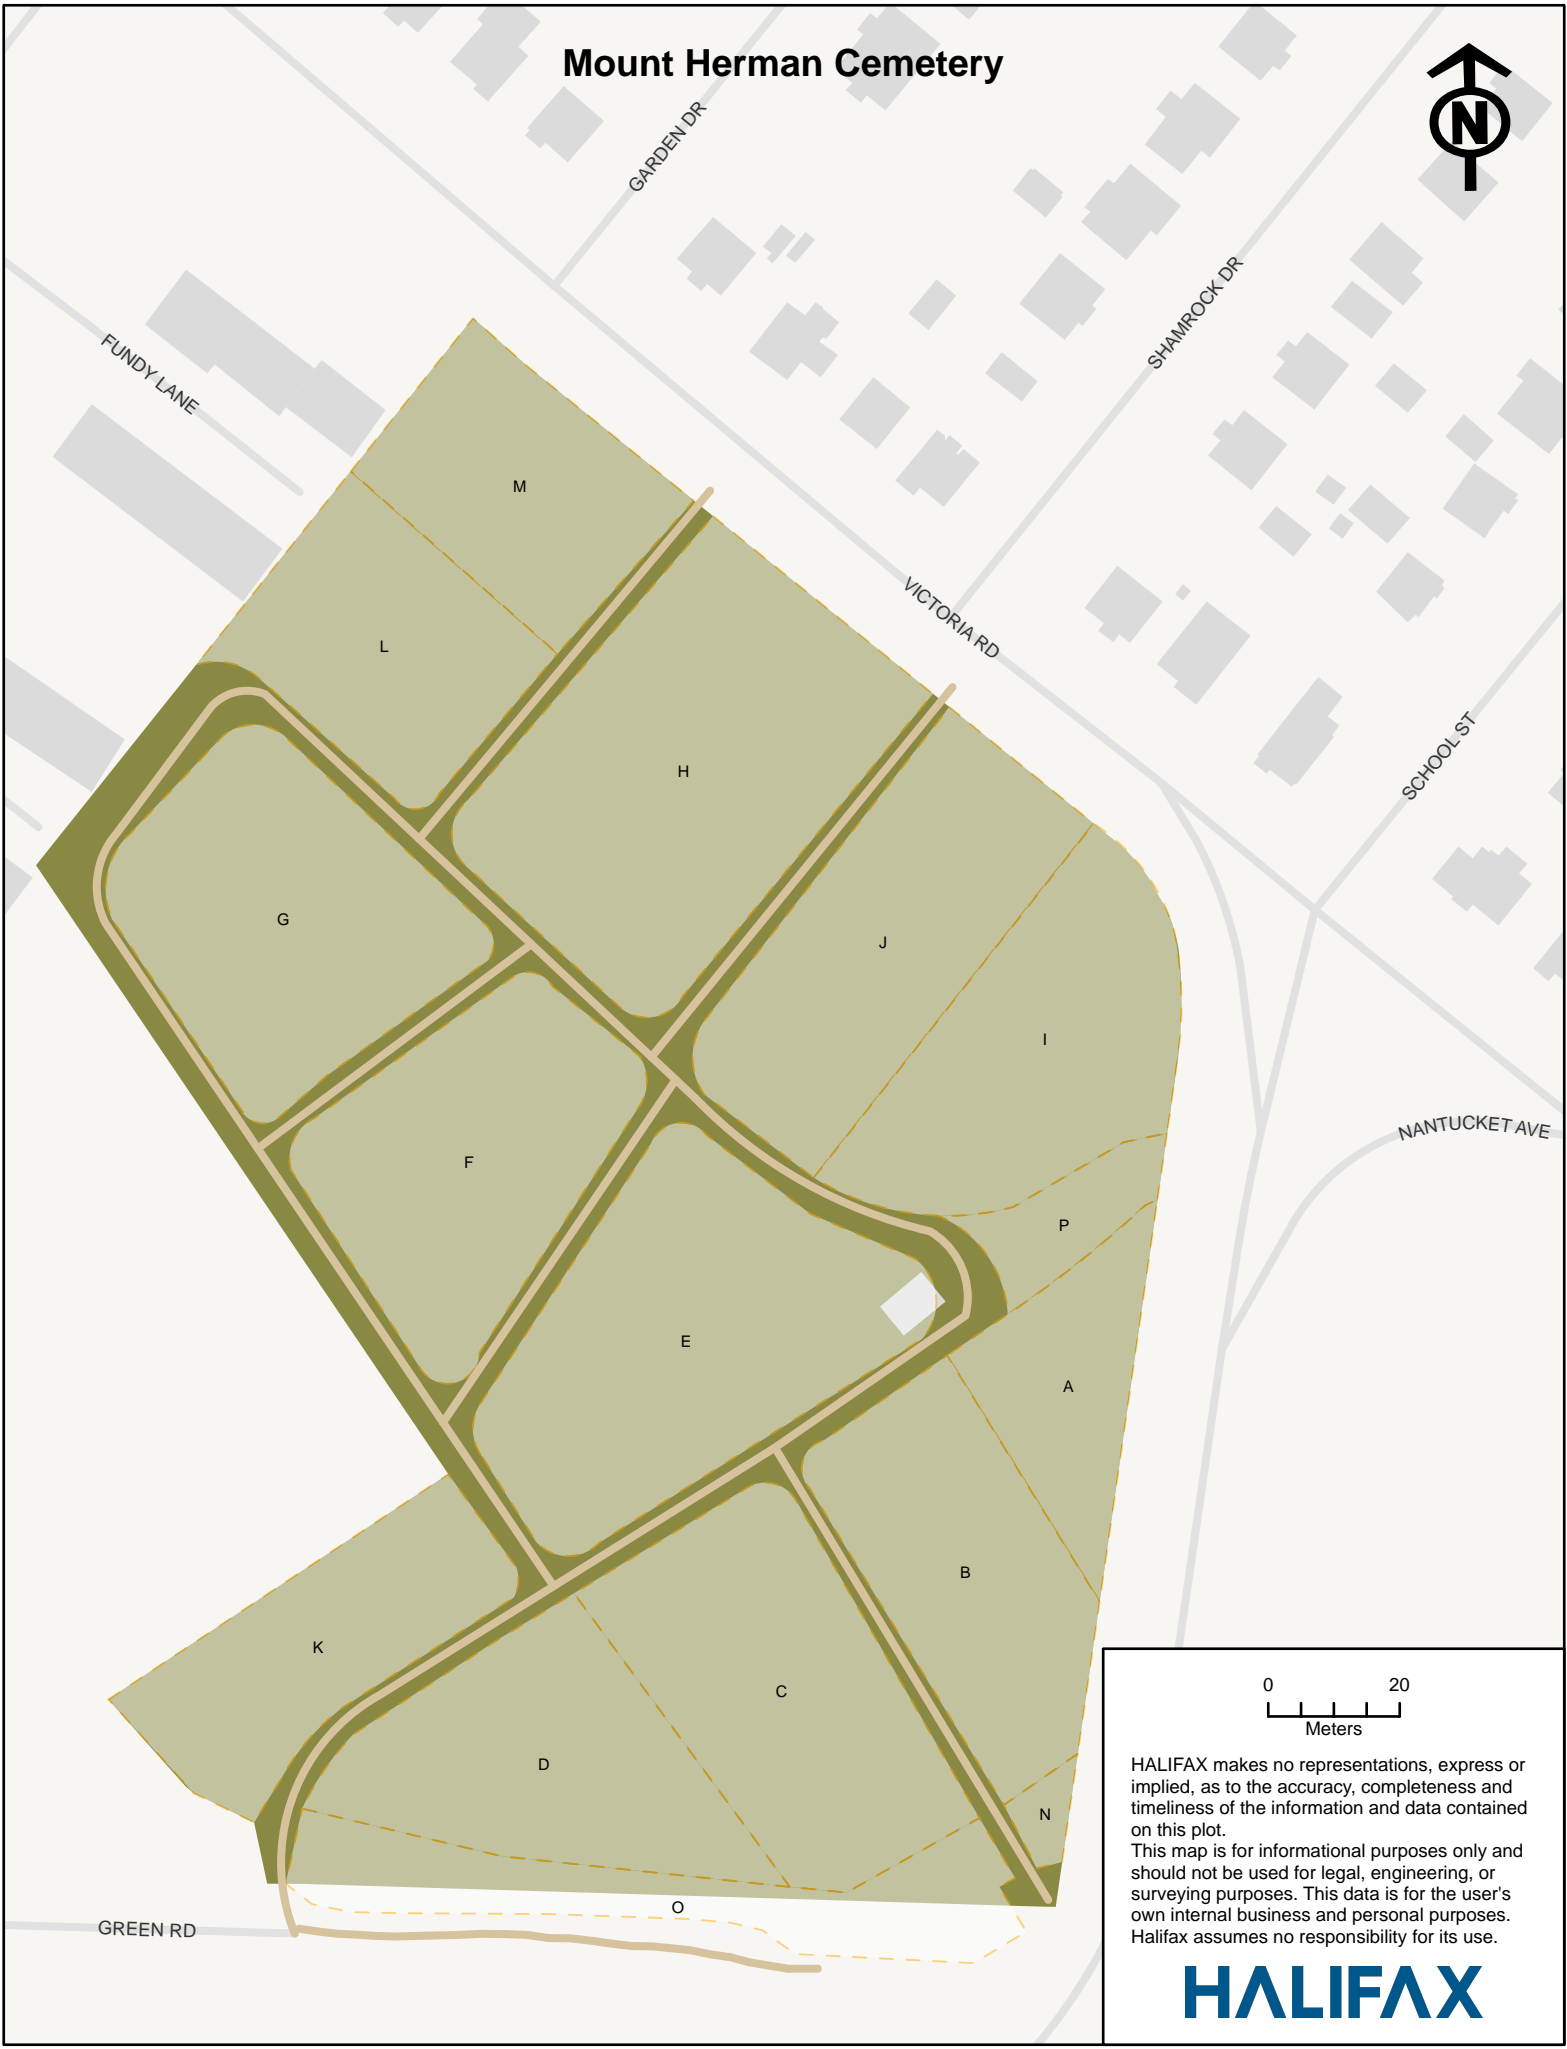 Mount Herman Cemetery
N
GARDEN DR
SHAMROCK DR
FUNDY LANE
M
VICTORIA RD
L
SCHOOL ST
H
G
J
I
NANTUCKET AVE
F
P
E
A
B
K
C
D
N
O
GREEN RD
0 20
Meters
HALIFAX makes no representations, express or
implied, as to the accuracy, completeness and
timeliness of the information and data contained
on this plot.
This map is for informational purposes only and
should not be used for legal, engineering, or
surveying purposes. This data is for the user's
own internal business and personal purposes.
Halifax assumes no responsibility for its use.
HALIFAX